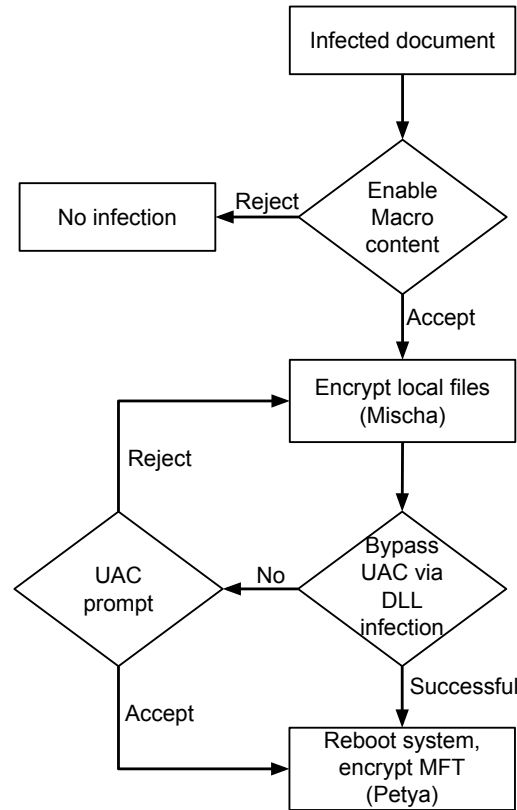 Infected document
Enable
Macro
content
Reject
No infection
Accept
Encrypt local files
(Mischa)
Reject
Bypass
UAC via
DLL
infection
No
UAC
prompt
Successful
Accept
Reboot system,
encrypt MFT
(Petya)